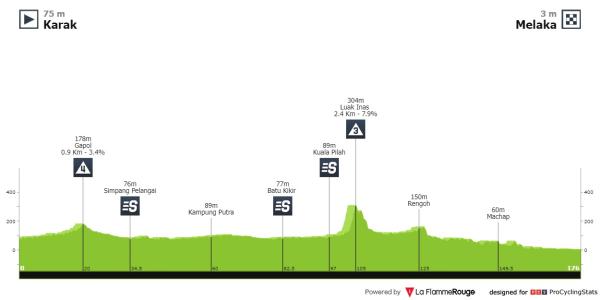 75 m
Karak
3 m
Melaka
304m
Luak Inas
2.4 Km - 7.9%
3
178m
Gapoi
0.9 Km - 3.4%
4
89m
Kuala Pilah
S
76m
Simpang Pelangai
S
77m
Batu Kikir
S
89m
Kampung Putra
150m
Rengoh
60m
Machap
400
200
0
400
200
0
0
20
34.5
60
82.5
97
105
125
149.5
176
Powered by La FlammeRouge
designed for PCS ProCyclingStats